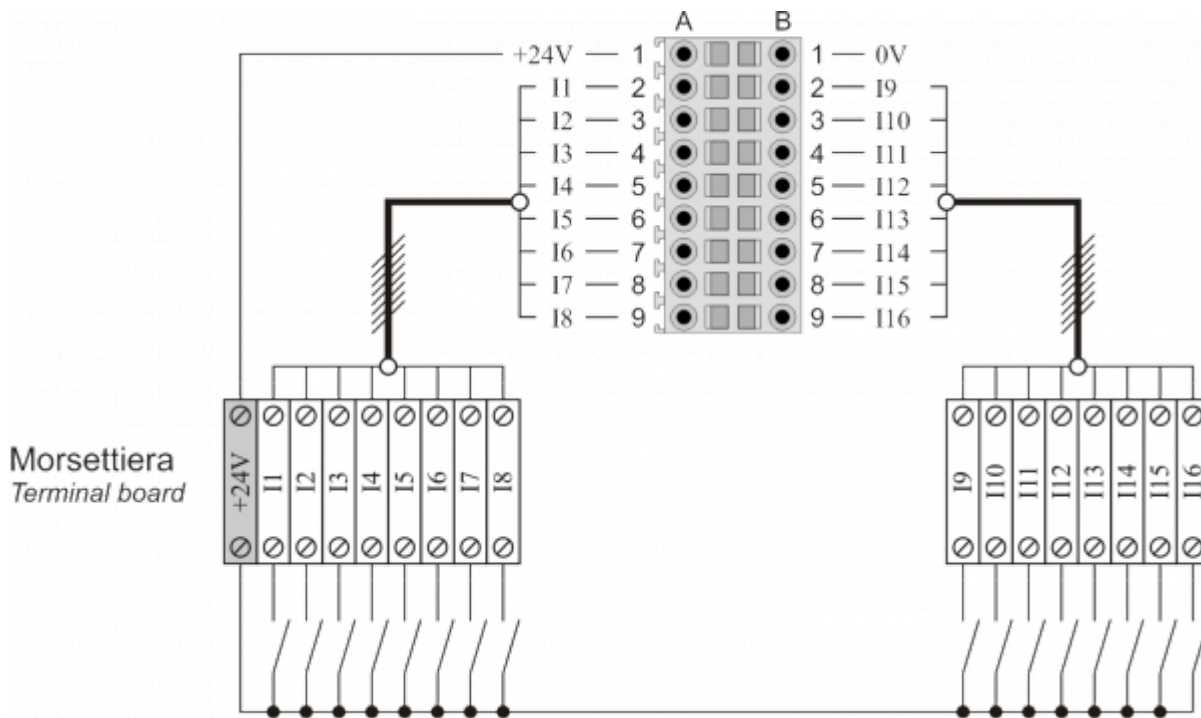 A B
+24V 1 1 0V
I1 2 2 I9
I2 3 3 I10
I3 4 4 I11
I4 5 5 I12
I5 6 6 I13
I6 7 7 I14
I7 8 8 I15
I8 9 9 I16
Morsettiera
Terminal board
+24V I1 I2 I3 I4 I5 I6 I7 I8
I9 I10 I11 I12 I13 I14 I15 I16